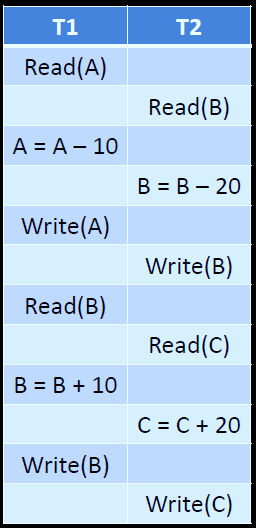 T1 T2
Read(A)
Read(B)
A = A – 10
B = B – 20
Write(A)
Write(B)
Read(B)
Read(C)
B = B + 10
C = C + 20
Write(B)
Write(C)